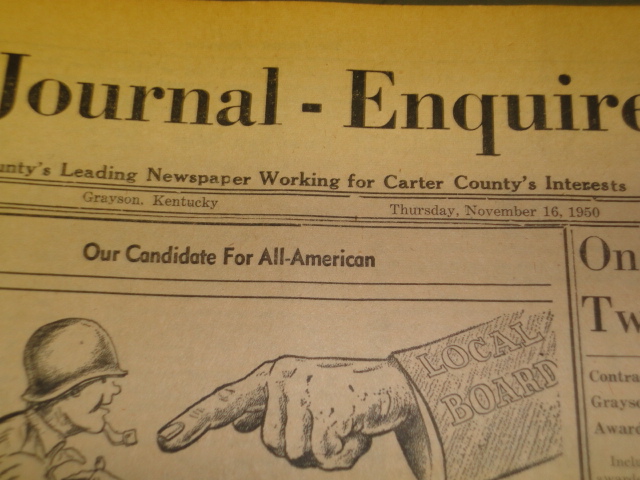 Journal - Enquire
unty's Leading Newspaper Working for Carter County's Interests
Grayson, Kentucky Thursday, November 16, 1950
Our Candidate For All-American
LOCAL
BOARD
On
Tw
Contra
Grayso
Award
Incl